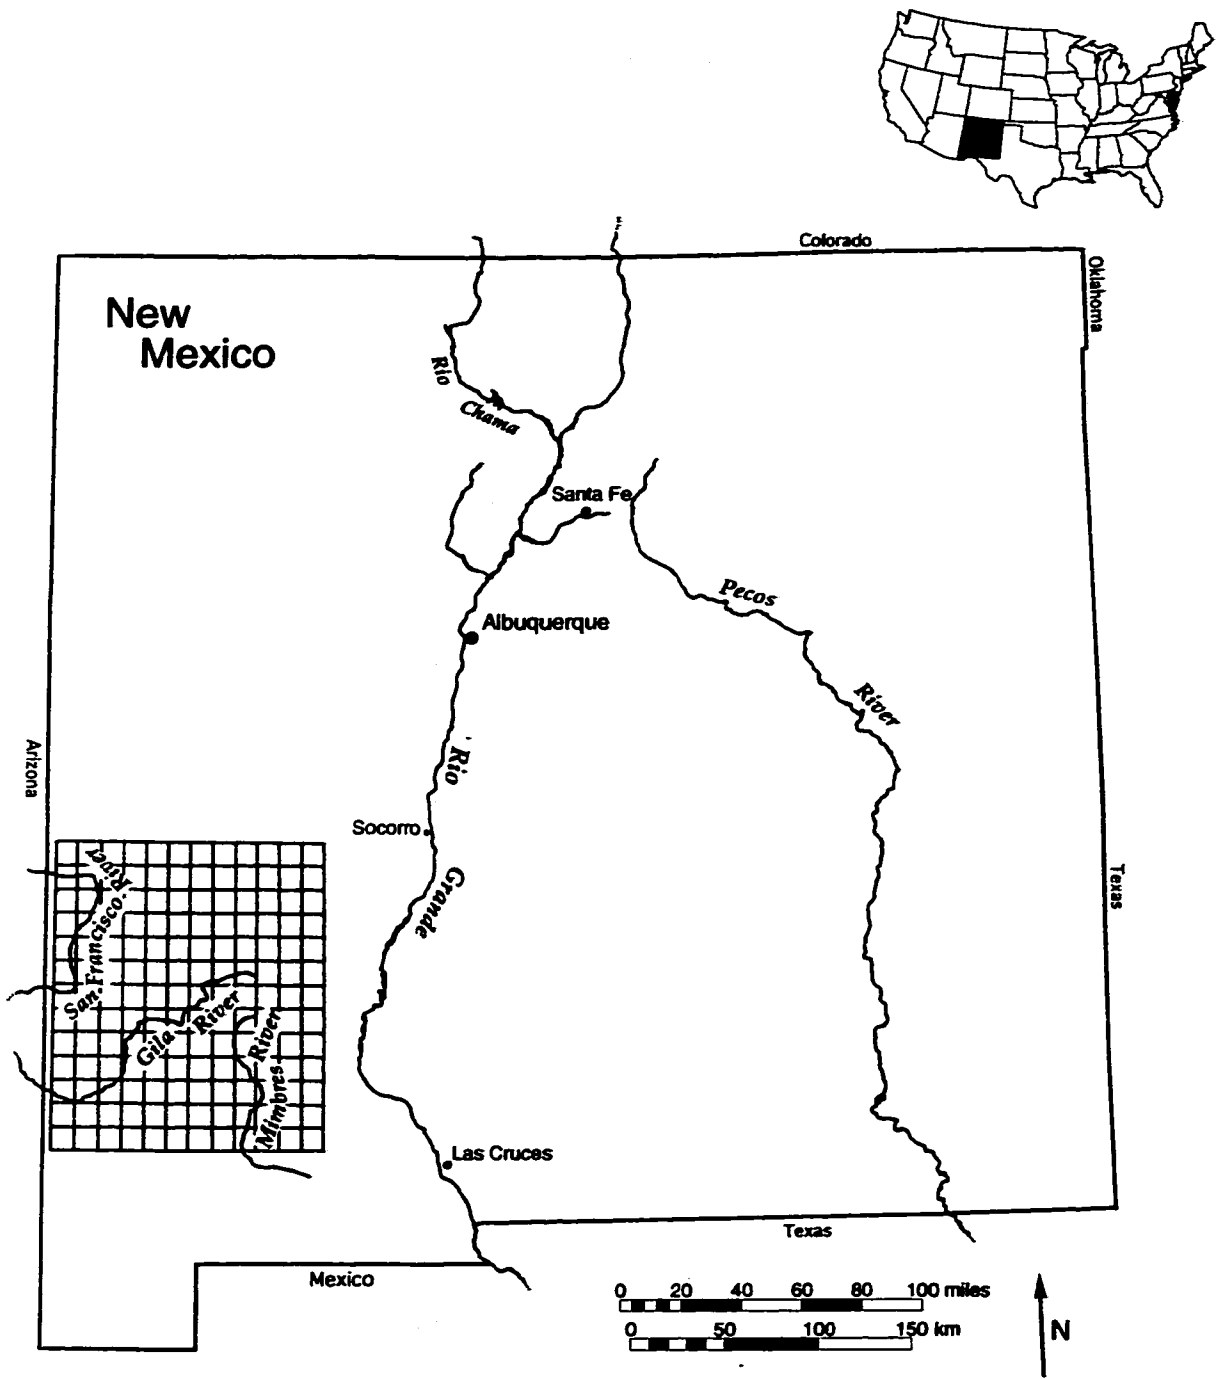 Colorado
Oklahoma
New
Mexico
Rio
Chama
Santa Fe
Pecos
River
Albuquerque
Rio
Grande
Arizona
Socorro
Texas
San Francisco River
Gila River
Mimbres River
Las Cruces
Texas
Mexico
0 20 40 60 80 100 miles
0 50 100 150 km
N